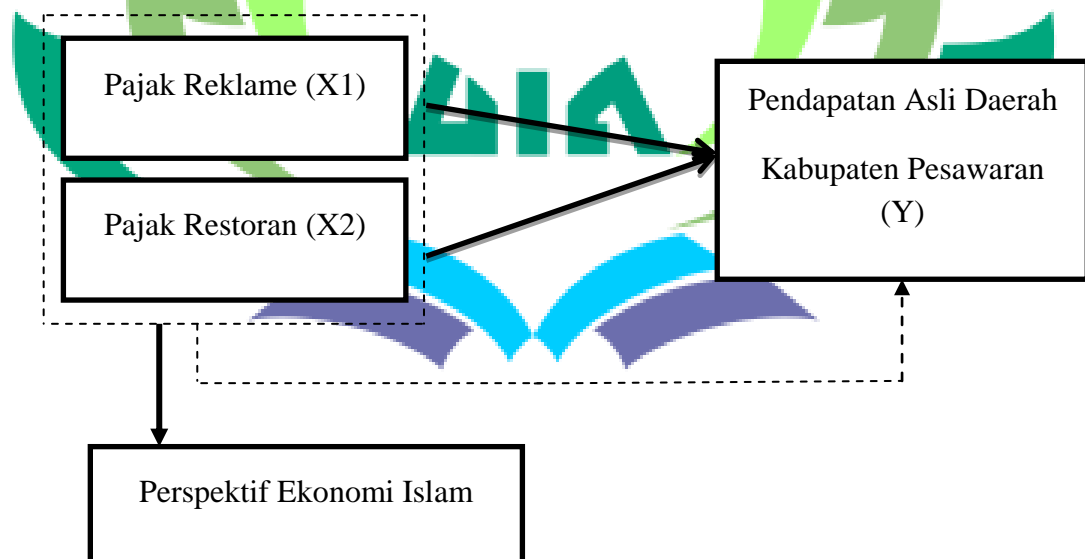 Pajak Reklame (X1)
Pendapatan Asli Daerah
Kabupaten Pesawaran
(Y)
Pajak Restoran (X2)
Perspektif Ekonomi Islam